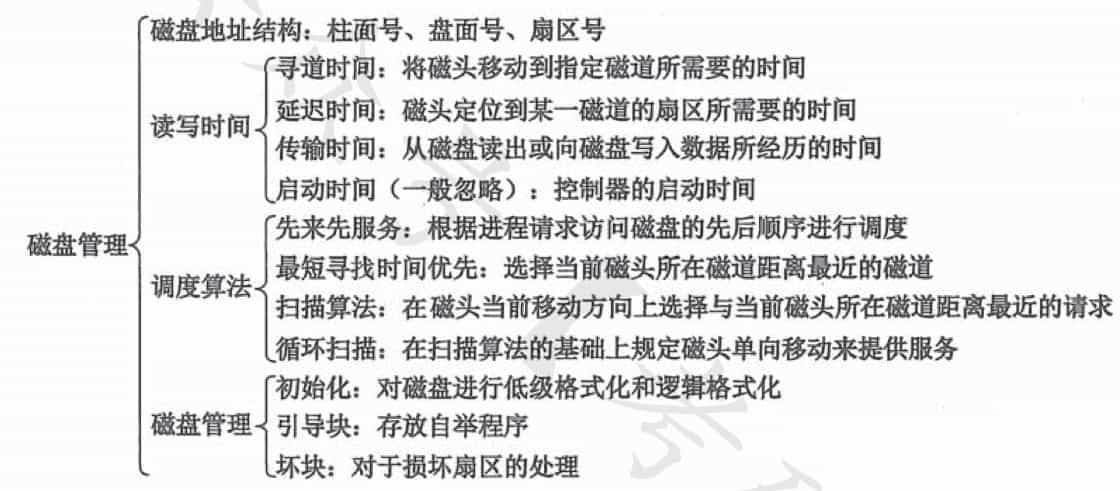 磁盘地址结构：柱面号、盘面号、扇区号
寻道时间：将磁头移动到指定磁道所需要的时间
延迟时间：磁头定位到某一磁道的扇区所需要的时间
读写时间
传输时间：从磁盘读出或向磁盘写入数据所经历的时间
启动时间（一般忽略）：控制器的启动时间
先来先服务：根据进程请求访问磁盘的先后顺序进行调度
磁盘管理
最短寻找时间优先：选择当前磁头所在磁道距离最近的磁道
调度算法
扫描算法：在磁头当前移动方向上选择与当前磁头所在磁道距离最近的请求
循环扫描：在扫描算法的基础上规定磁头单向移动来提供服务
初始化：对磁盘进行低级格式化和逻辑格式化
磁盘管理
引导块：存放自举程序
坏块：对于损坏扇区的处理